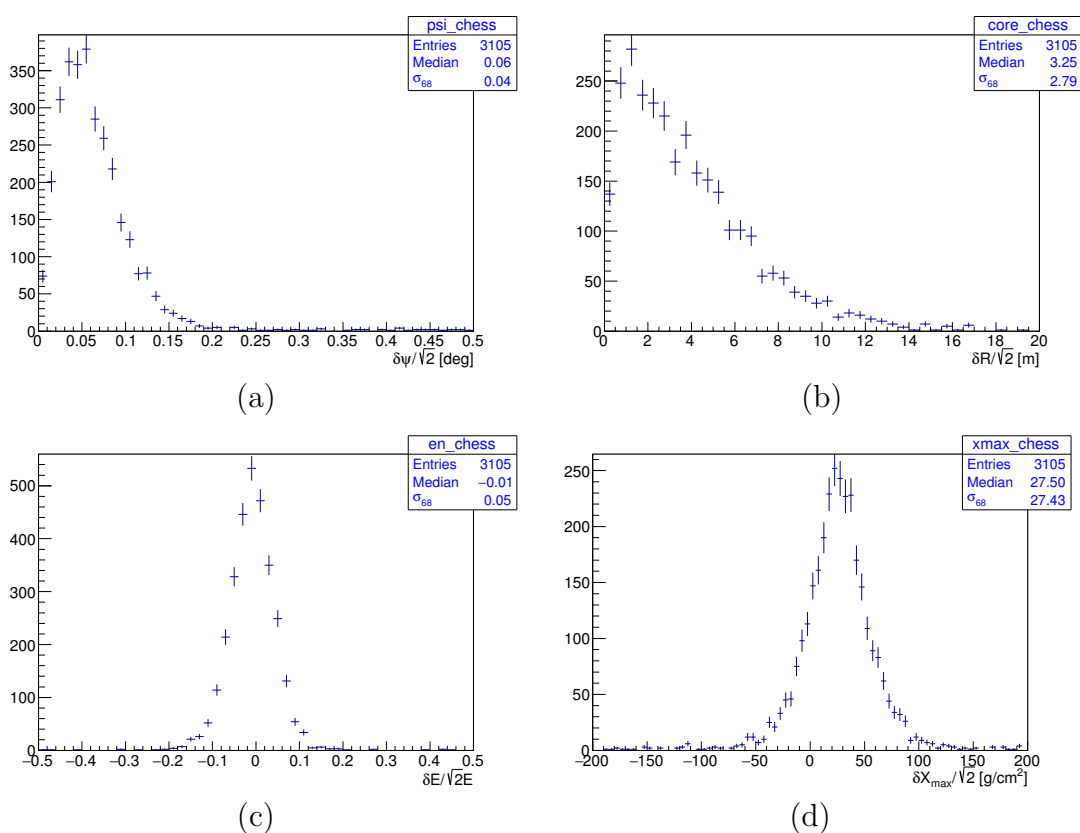 psi_chess
Entries 3105
Median 0.06
σ68 0.04
350
300
250
200
150
100
50
0
0 0.05 0.1 0.15 0.2 0.25 0.3 0.35 0.4 0.45 0.5
δψ/√2 [deg]
(a)
core_chess
Entries 3105
Median 3.25
σ68 2.79
250
200
150
100
50
0
0 2 4 6 8 10 12 14 16 18 20
δR/√2 [m]
(b)
en_chess
Entries 3105
Median −0.01
σ68 0.05
500
400
300
200
100
0
−0.5 −0.4 −0.3 −0.2 −0.1 0 0.1 0.2 0.3 0.4 0.5
δE/√2E
(c)
xmax_chess
Entries 3105
Median 27.50
σ68 27.43
250
200
150
100
50
0
−200 −150 −100 −50 0 50 100 150 200
δXmax/√2 [g/cm²]
(d)